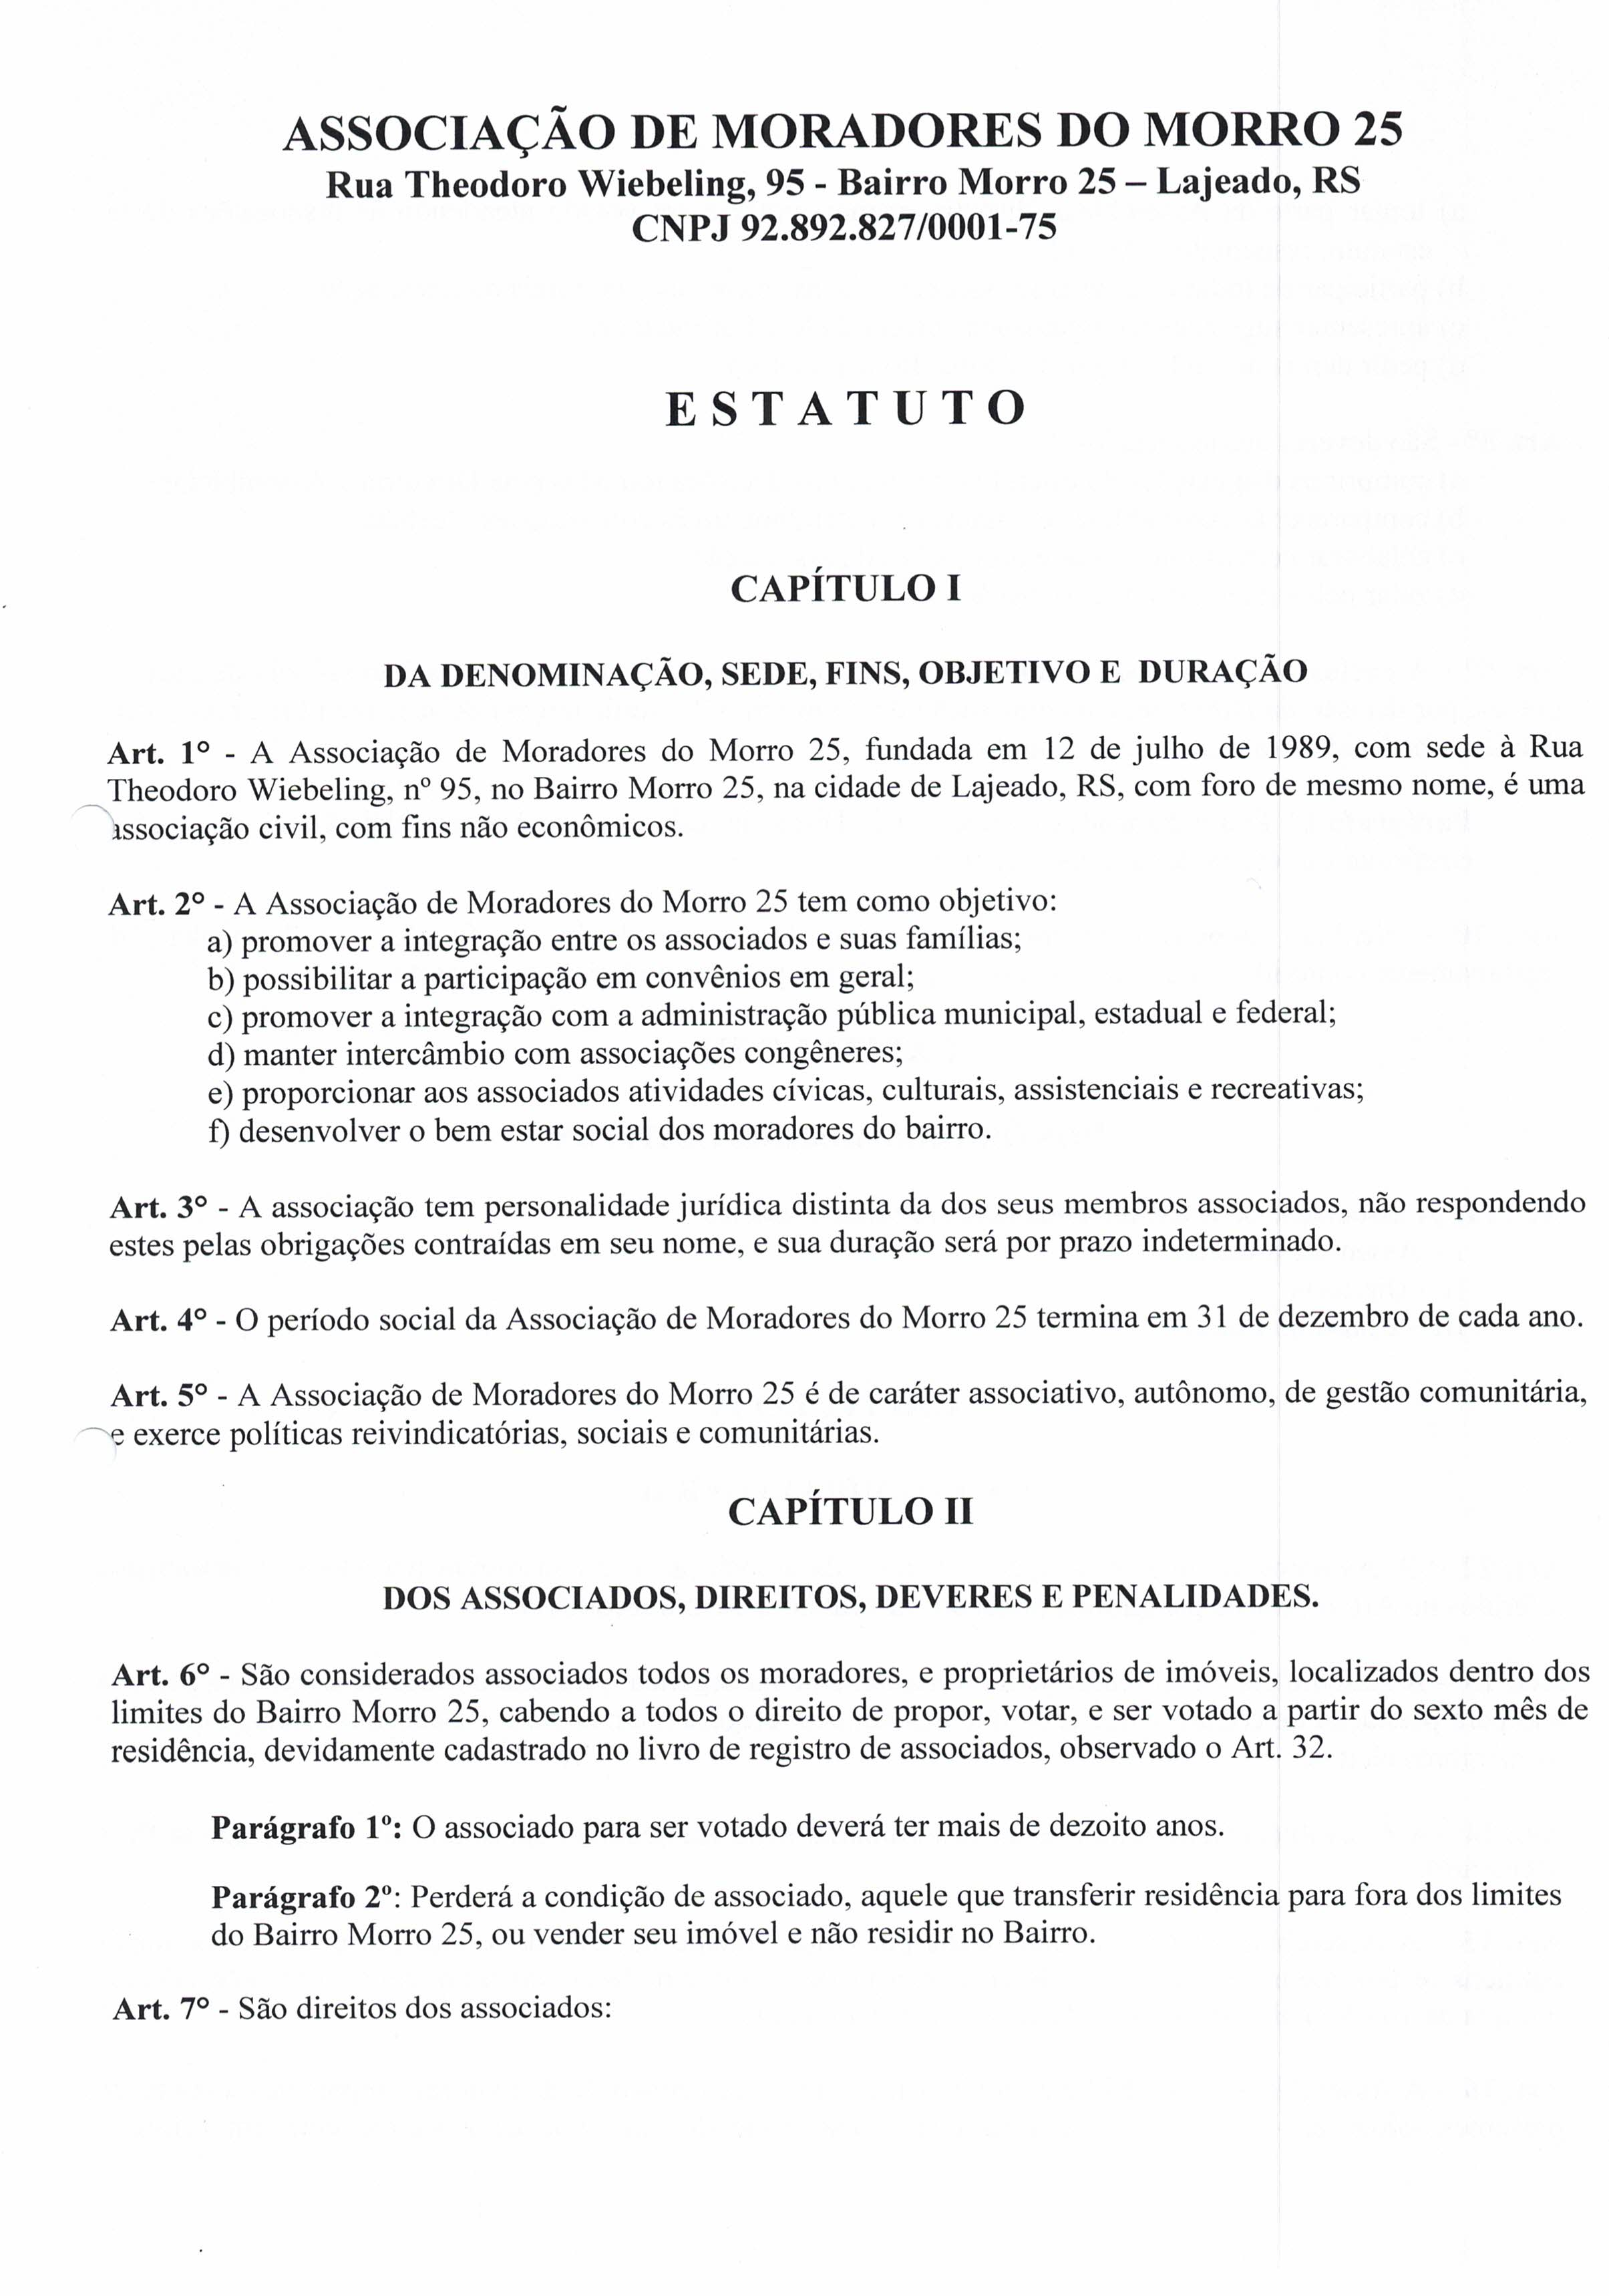 ASSOCIAÇÃO DE MORADORES DO MORRO 25
Rua Theodoro Wiebeling, 95 - Bairro Morro 25 – Lajeado, RS
CNPJ 92.892.827/0001-75
E S T A T U T O
CAPÍTULO I
DA DENOMINAÇÃO, SEDE, FINS, OBJETIVO E DURAÇÃO
Art. 1º - A Associação de Moradores do Morro 25, fundada em 12 de julho de 1989, com sede à Rua
Theodoro Wiebeling, nº 95, no Bairro Morro 25, na cidade de Lajeado, RS, com foro de mesmo nome, é uma
associação civil, com fins não econômicos.
Art. 2º - A Associação de Moradores do Morro 25 tem como objetivo:
a) promover a integração entre os associados e suas famílias;
b) possibilitar a participação em convênios em geral;
c) promover a integração com a administração pública municipal, estadual e federal;
d) manter intercâmbio com associações congêneres;
e) proporcionar aos associados atividades cívicas, culturais, assistenciais e recreativas;
f) desenvolver o bem estar social dos moradores do bairro.
Art. 3º - A associação tem personalidade jurídica distinta da dos seus membros associados, não respondendo
estes pelas obrigações contraídas em seu nome, e sua duração será por prazo indeterminado.
Art. 4º - O período social da Associação de Moradores do Morro 25 termina em 31 de dezembro de cada ano.
Art. 5º - A Associação de Moradores do Morro 25 é de caráter associativo, autônomo, de gestão comunitária,
e exerce políticas reivindicatórias, sociais e comunitárias.
CAPÍTULO II
DOS ASSOCIADOS, DIREITOS, DEVERES E PENALIDADES.
Art. 6º - São considerados associados todos os moradores, e proprietários de imóveis, localizados dentro dos
limites do Bairro Morro 25, cabendo a todos o direito de propor, votar, e ser votado a partir do sexto mês de
residência, devidamente cadastrado no livro de registro de associados, observado o Art. 32.
Parágrafo 1º: O associado para ser votado deverá ter mais de dezoito anos.
Parágrafo 2º: Perderá a condição de associado, aquele que transferir residência para fora dos limites
do Bairro Morro 25, ou vender seu imóvel e não residir no Bairro.
Art. 7º - São direitos dos associados: